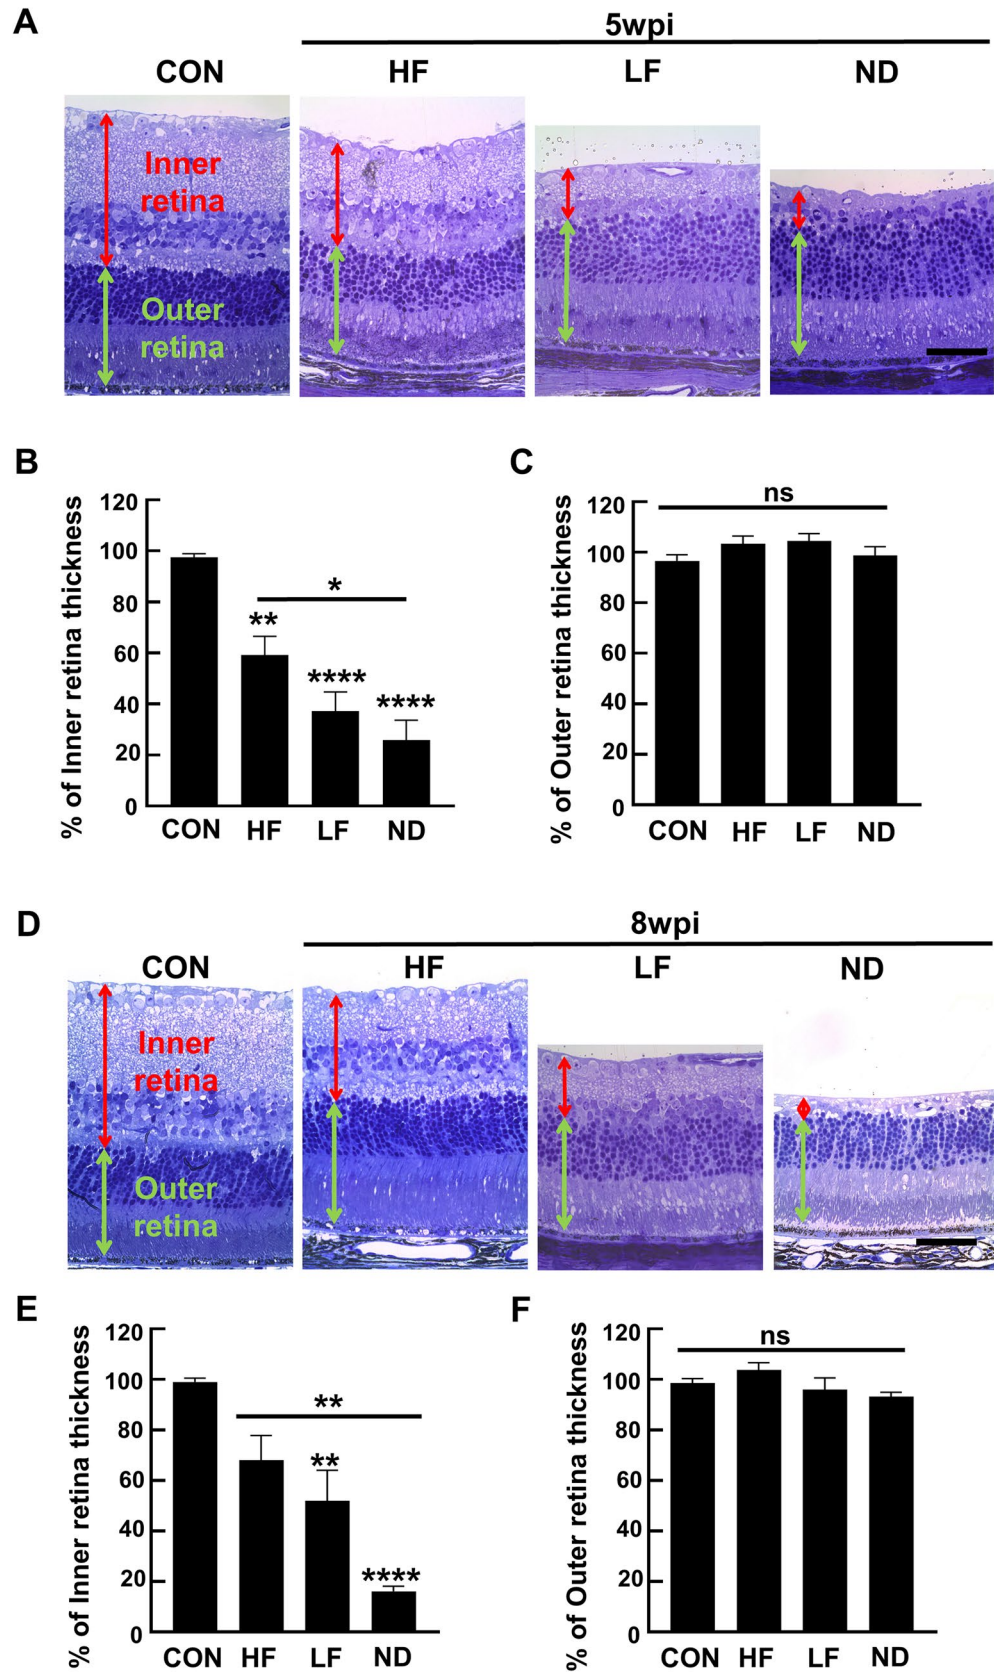 A
5wpi
CON
HF
LF
ND
Inner
retina
Outer
retina
B
% of Inner retina thickness
120
100
80
60
40
20
0
*
**
****
****
CON
HF
LF
ND
C
% of Outer retina thickness
120
100
80
60
40
20
0
ns
CON
HF
LF
ND
D
8wpi
CON
HF
LF
ND
Inner
retina
Outer
retina
E
% of Inner retina thickness
120
100
80
60
40
20
0
**
**
****
CON
HF
LF
ND
F
% of Outer retina thickness
120
100
80
60
40
20
0
ns
CON
HF
LF
ND